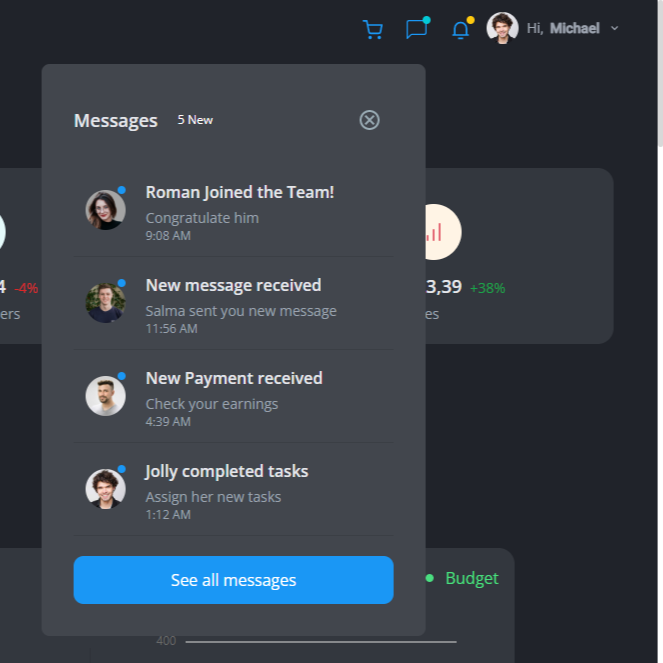 Hi, Michael
Messages 5 New
Roman Joined the Team!
Congratulate him
9:08 AM
New message received
Salma sent you new message
11:56 AM
New Payment received
Check your earnings
4:39 AM
Jolly completed tasks
Assign her new tasks
1:12 AM
See all messages
4 -4%
ers
3,39 +38%
es
Budget
400